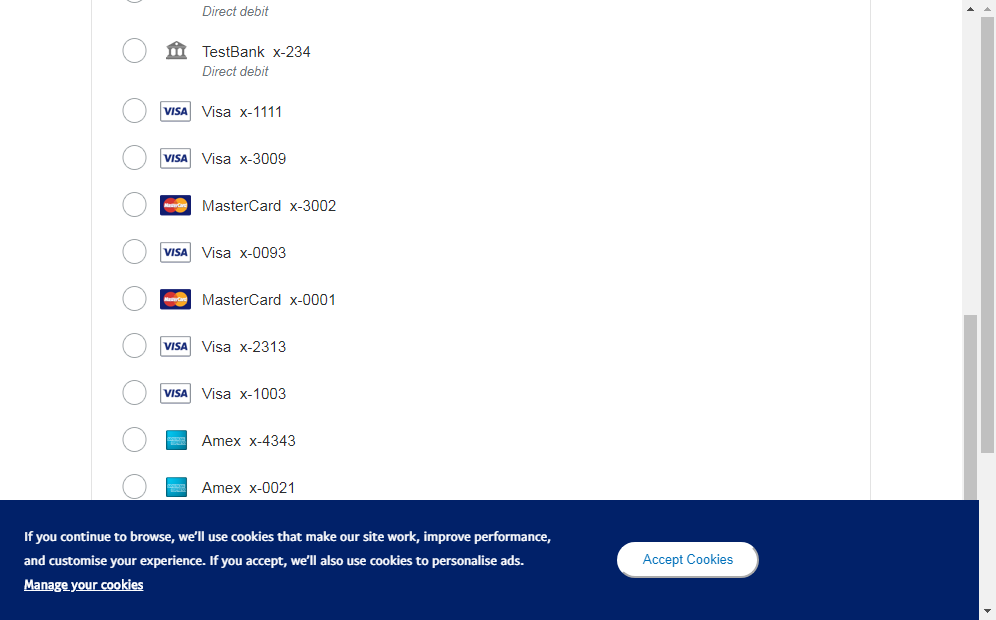 Direct debit
TestBank x-234
Direct debit
VISA Visa x-1111
VISA Visa x-3009
MasterCard MasterCard x-3002
VISA Visa x-0093
MasterCard MasterCard x-0001
VISA Visa x-2313
VISA Visa x-1003
Amex x-4343
Amex x-0021
If you continue to browse, we'll use cookies that make our site work, improve performance,
and customise your experience. If you accept, we'll also use cookies to personalise ads.
Manage your cookies
Accept Cookies